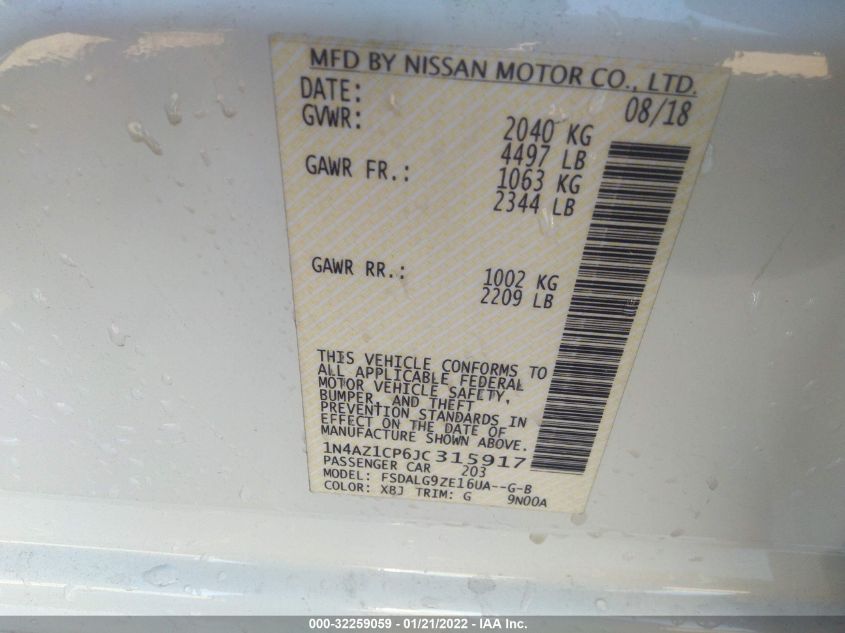 MFD BY NISSAN MOTOR CO., LTD.
DATE: 08/18
GVWR: 2040 KG
4497 LB
GAWR FR.: 1063 KG
2344 LB
GAWR RR.: 1002 KG
2209 LB
THIS VEHICLE CONFORMS TO
ALL APPLICABLE FEDERAL
MOTOR VEHICLE SAFETY,
BUMPER, AND THEFT
PREVENTION STANDARDS IN
EFFECT ON THE DATE OF
MANUFACTURE SHOWN ABOVE.
1N4AZ1CP6JC315917
PASSENGER CAR 203
MODEL: FSDALG9ZE16UA--G-B
COLOR: XBJ TRIM: G 9N00A
000-32259059 - 01/21/2022 - IAA Inc.